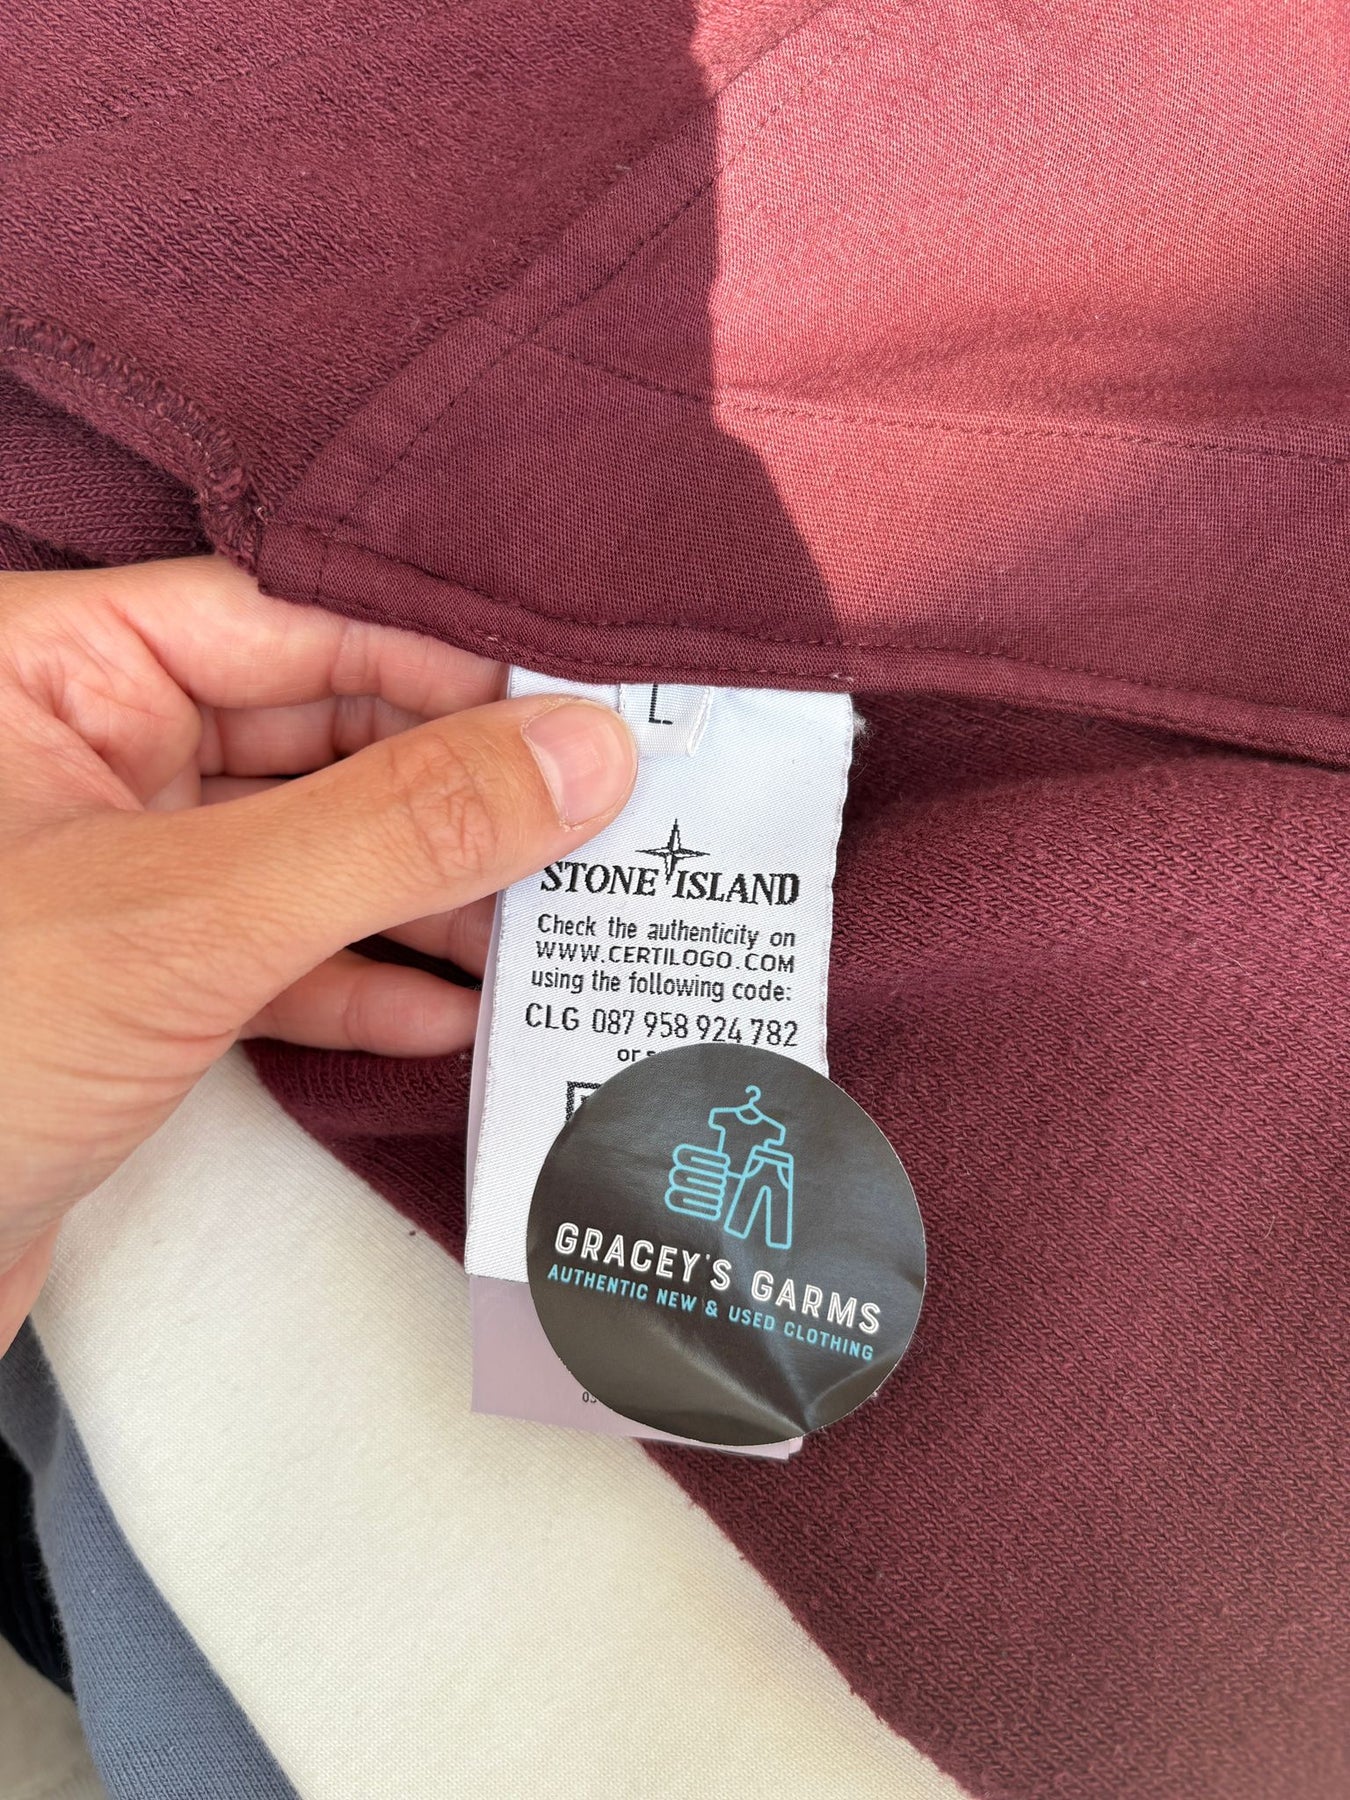 L
STONE ISLAND
Check the authenticity on
WWW.CERTILOGO.COM
using the following code:
CLG 087 958 924 782
or
GRACEY'S GARMS
AUTHENTIC NEW & USED CLOTHING